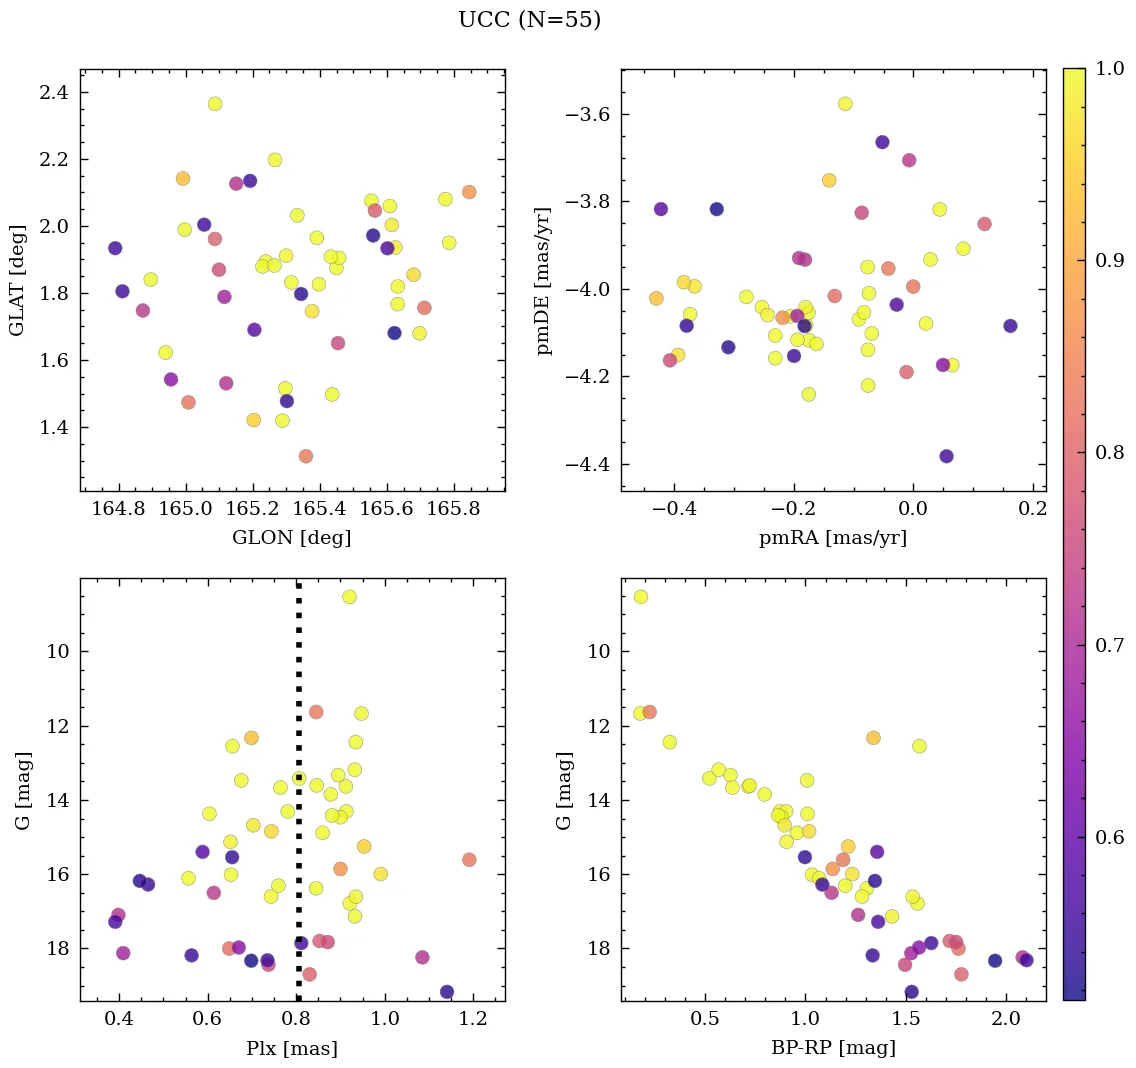 UCC (N=55)
2.4
2.2
2.0
1.8
1.6
1.4
GLAT [deg]
164.8 165.0 165.2 165.4 165.6 165.8
GLON [deg]
−3.6
−3.8
−4.0
−4.2
−4.4
pmDE [mas/yr]
−0.4 −0.2 0.0 0.2
pmRA [mas/yr]
10
12
14
16
18
G [mag]
0.4 0.6 0.8 1.0 1.2
Plx [mas]
10
12
14
16
18
G [mag]
0.5 1.0 1.5 2.0
BP-RP [mag]
1.0
0.9
0.8
0.7
0.6